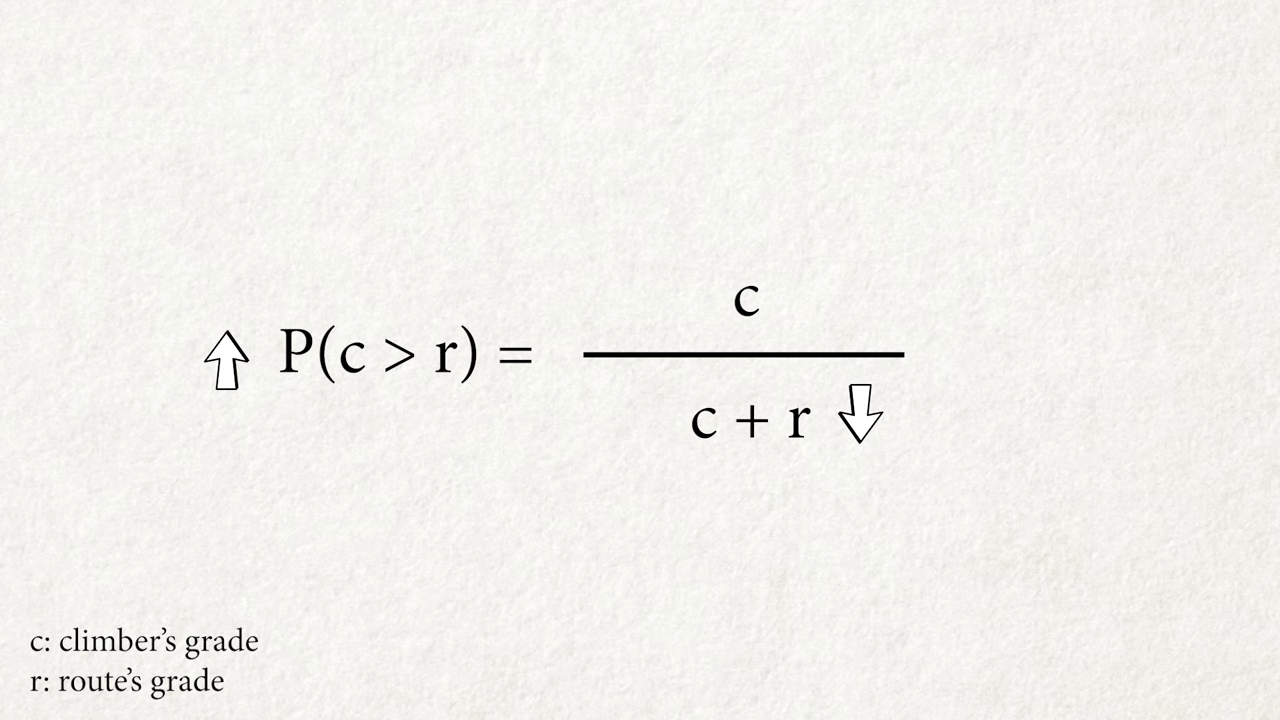 P(c > r) =
c
c + r
c: climber’s grade
r: route’s grade